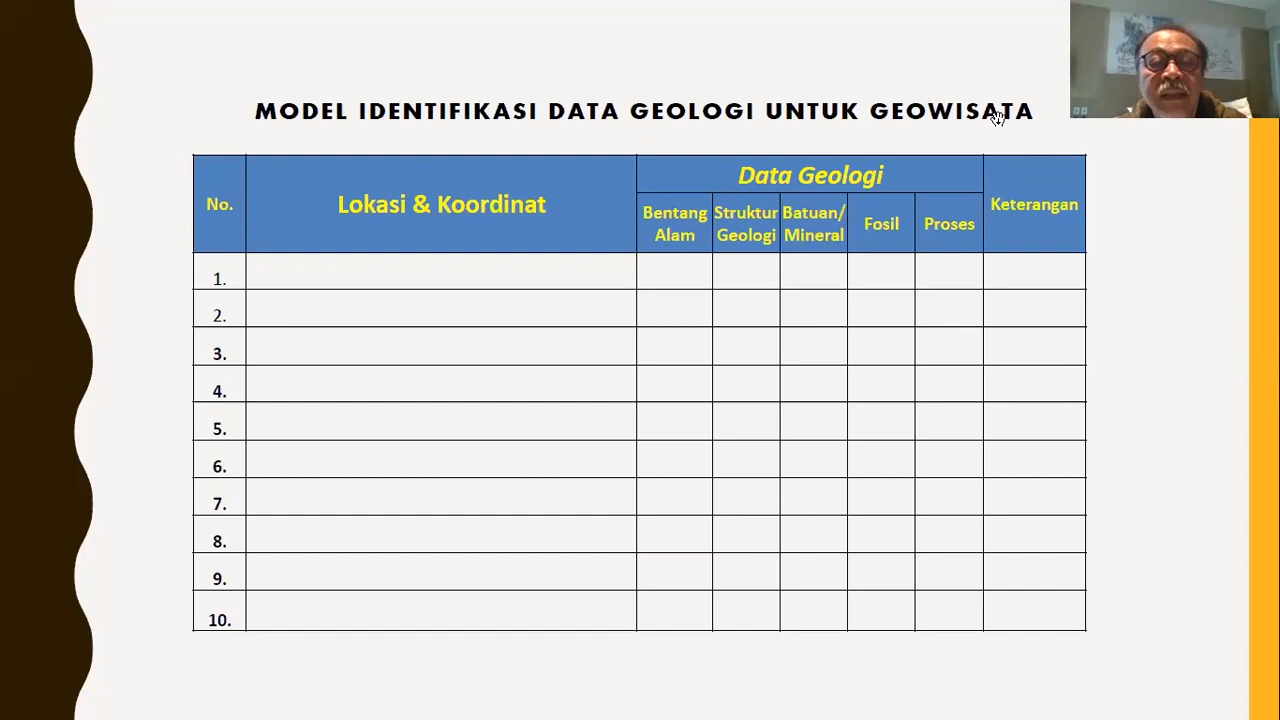 MODEL IDENTIFIKASI DATA GEOLOGI UNTUK GEOWISATA
No.
Lokasi & Koordinat
Data Geologi
Keterangan
Bentang
Alam
Struktur
Geologi
Batuan/
Mineral
Fosil
Proses
1.
2.
3.
4.
5.
6.
7.
8.
9.
10.